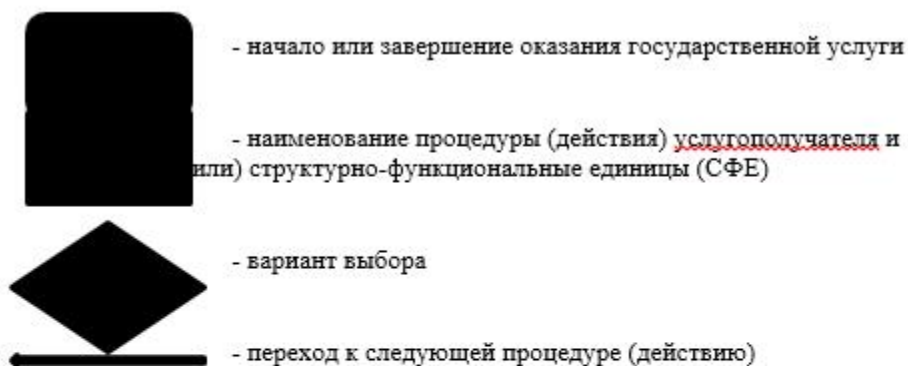 - начало или завершение оказания государственной услуги
- наименование процедуры (действия) услугополучателя и
или) структурно-функциональные единицы (СФЕ)
- вариант выбора
- переход к следующей процедуре (действию)